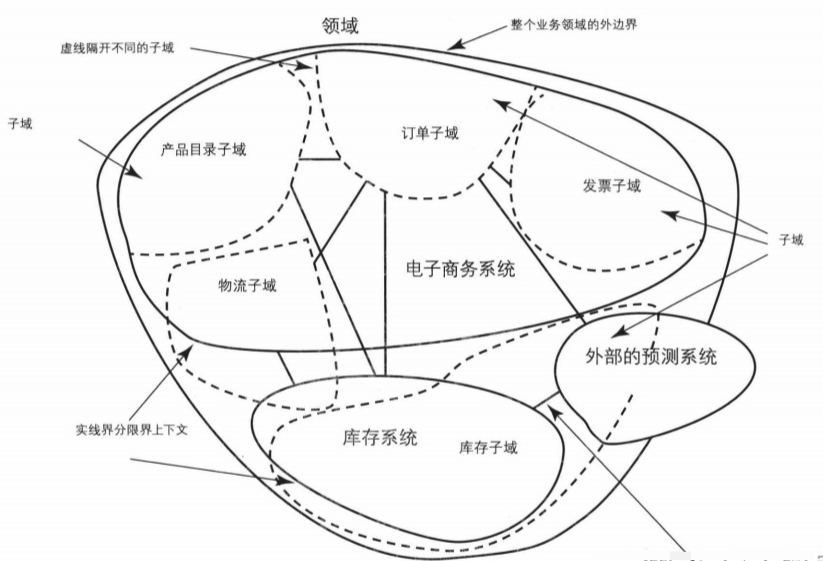 领域
整个业务领域的外边界
虚线隔开不同的子域
子域
订单子域
产品目录子域
发票子域
子域
电子商务系统
物流子域
外部的预测系统
实线界分限界上下文
库存系统
库存子域